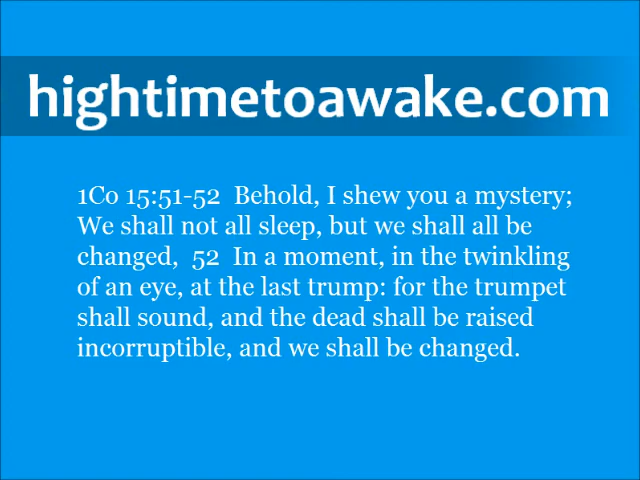 hightimetoawake.com
1Co 15:51-52  Behold, I shew you a mystery;
We shall not all sleep, but we shall all be
changed,  52  In a moment, in the twinkling
of an eye, at the last trump: for the trumpet
shall sound, and the dead shall be raised
incorruptible, and we shall be changed.